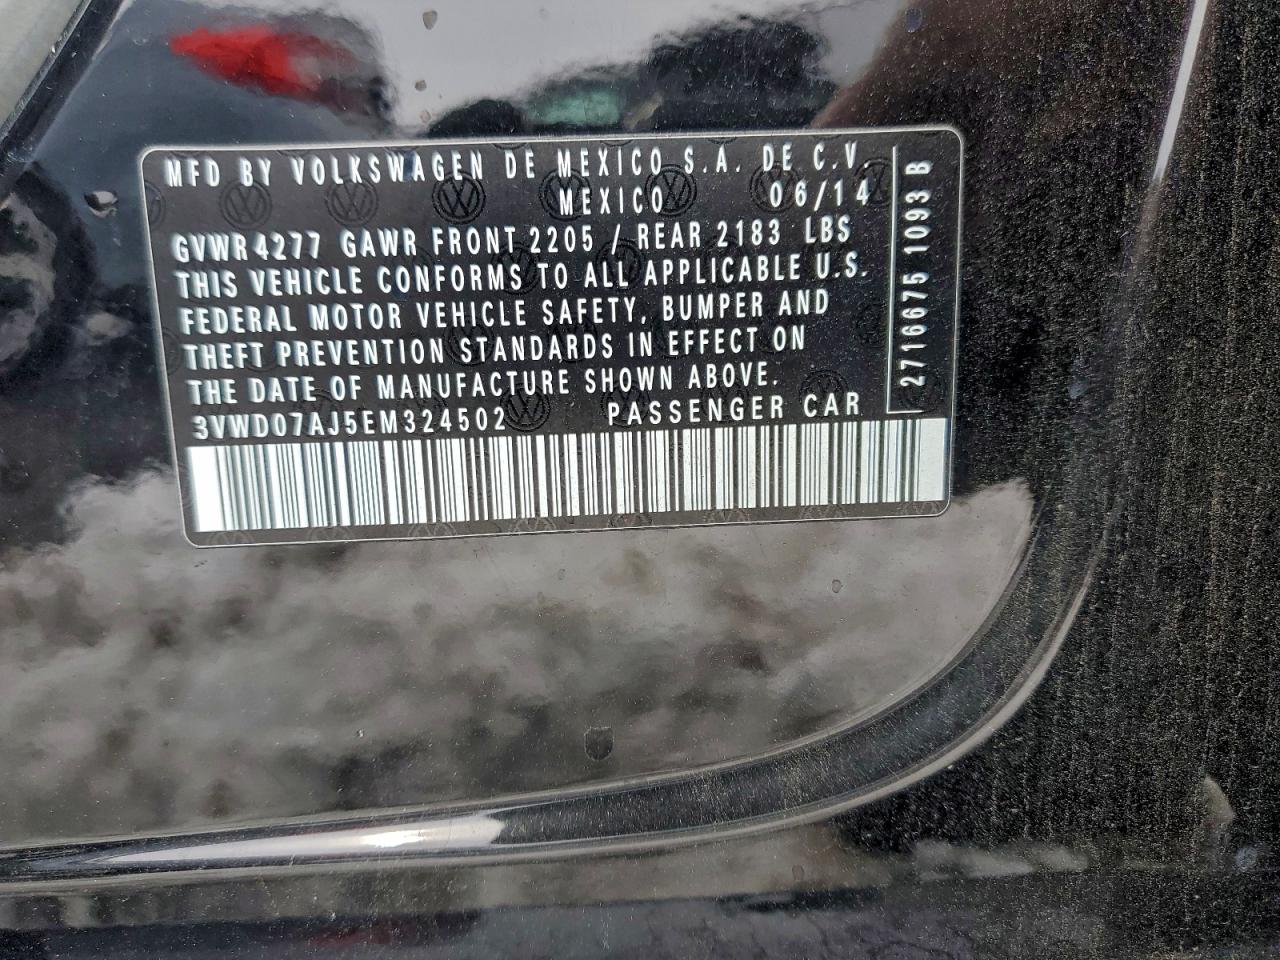 MFD BY VOLKSWAGEN DE MEXICO S.A. DE C.V.
MEXICO 06/14
GVWR 4277 GAWR FRONT 2205 / REAR 2183 LBS
THIS VEHICLE CONFORMS TO ALL APPLICABLE U.S.
FEDERAL MOTOR VEHICLE SAFETY, BUMPER AND
THEFT PREVENTION STANDARDS IN EFFECT ON
THE DATE OF MANUFACTURE SHOWN ABOVE.
3VWD07AJ5EM324502 PASSENGER CAR
2716675 1093 B